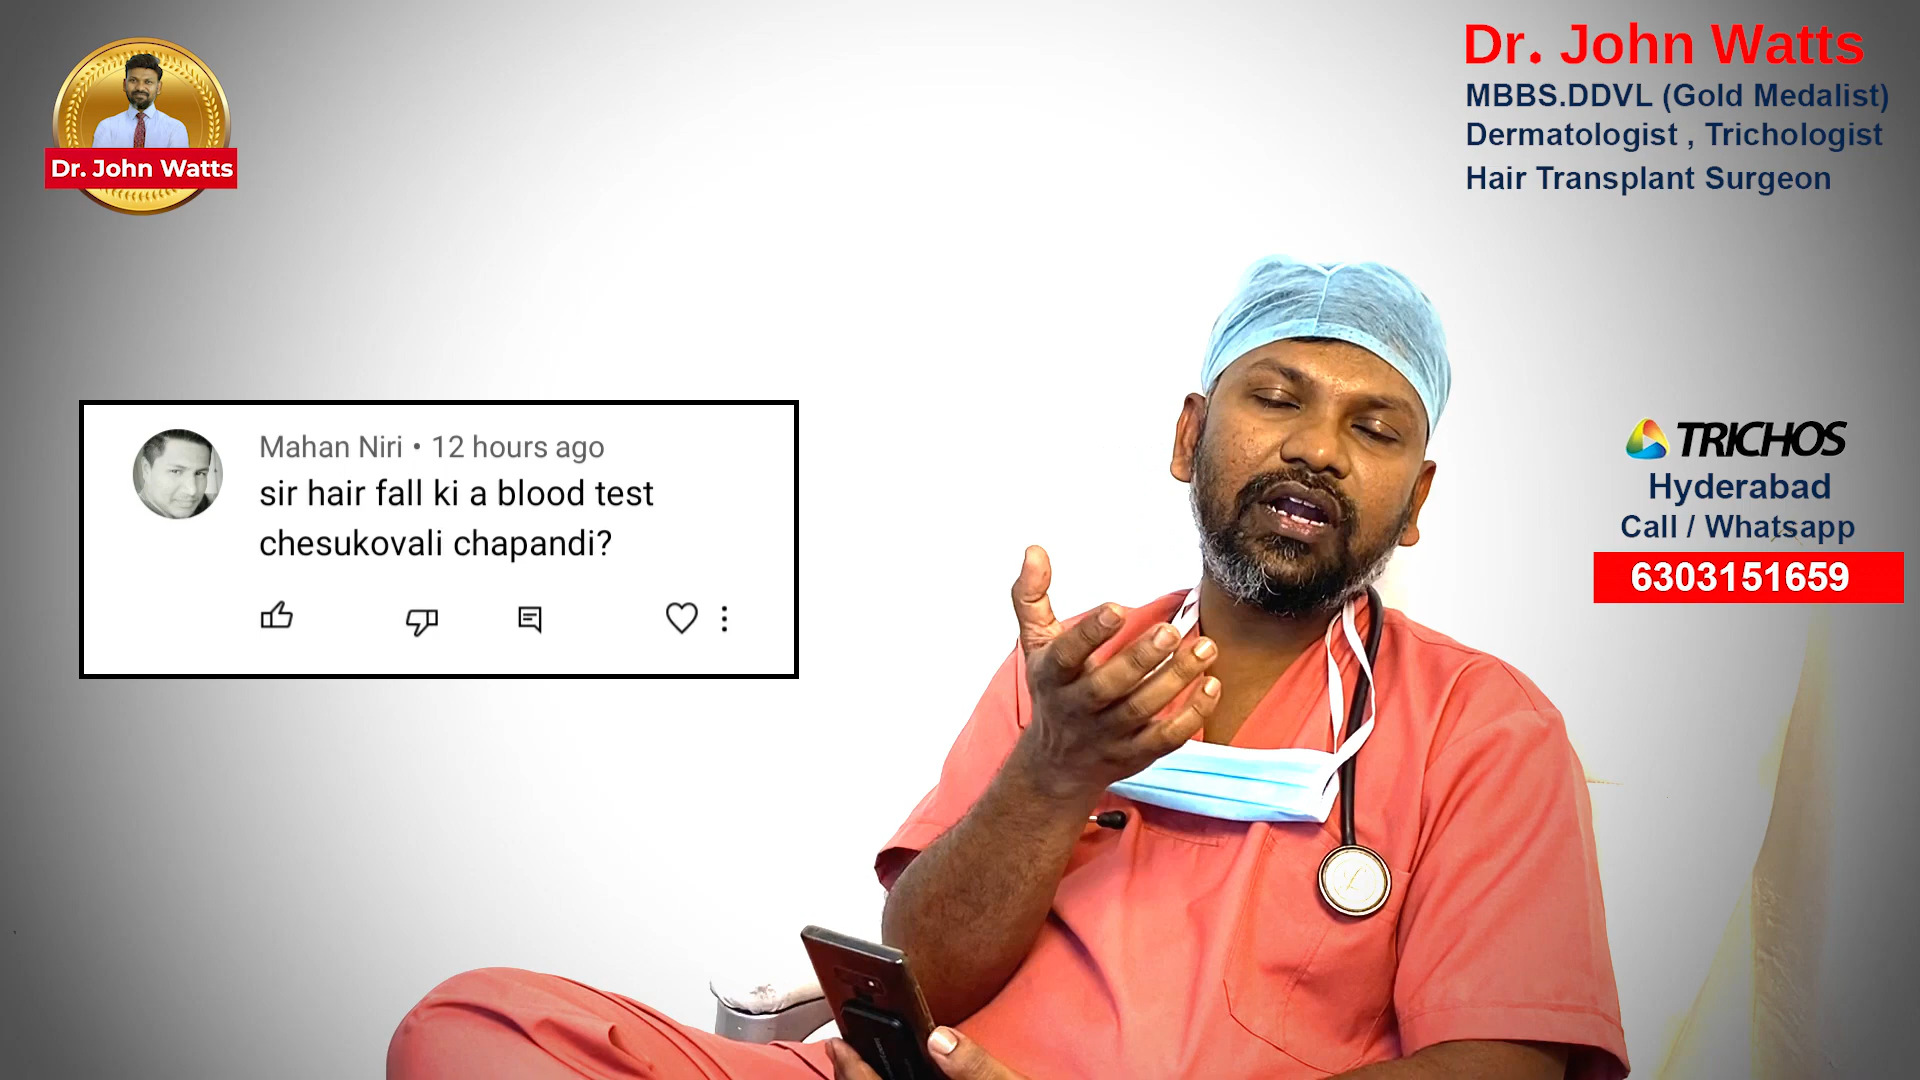 Dr. John Watts
Dr. John Watts
MBBS.DDVL (Gold Medalist)
Dermatologist , Trichologist
Hair Transplant Surgeon
Mahan Niri • 12 hours ago
sir hair fall ki a blood test
chesukovali chapandi?
TRICHOS
Hyderabad
Call / Whatsapp
6303151659